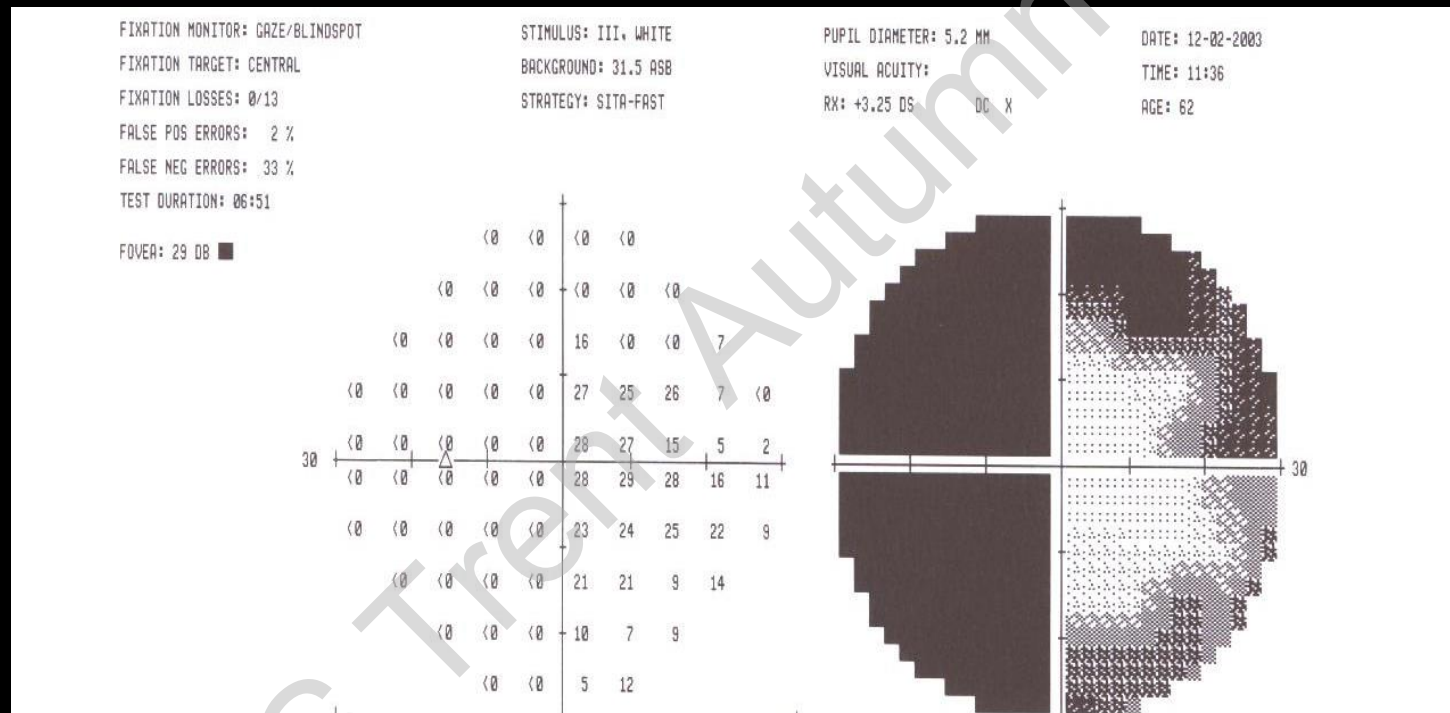 FIXATION MONITOR: GAZE/BLINDSPOT
FIXATION TARGET: CENTRAL
FIXATION LOSSES: 0/13
FALSE POS ERRORS: 2 %
FALSE NEG ERRORS: 33 %
TEST DURATION: 06:51
FOVEA: 29 DB ■
STIMULUS: III, WHITE
BACKGROUND: 31.5 ASB
STRATEGY: SITA-FAST
PUPIL DIAMETER: 5.2 MM
VISUAL ACUITY:
RX: +3.25 DS DC X
DATE: 12-02-2003
TIME: 11:36
AGE: 62
<0 <0 <0 <0
<0 <0 <0 <0 <0 <0
<0 <0 <0 <0 16 <0 <0 7
<0 <0 <0 <0 <0 27 25 26 7 <0
<0 <0 <0 <0 <0 28 27 15 5 2
30
<0 <0 <0 <0 <0 28 29 28 16 11
<0 <0 <0 <0 <0 23 24 25 22 9
<0 <0 <0 <0 21 21 9 14
<0 <0 <0 10 7 9
<0 <0 5 12
30
Trent Autumn